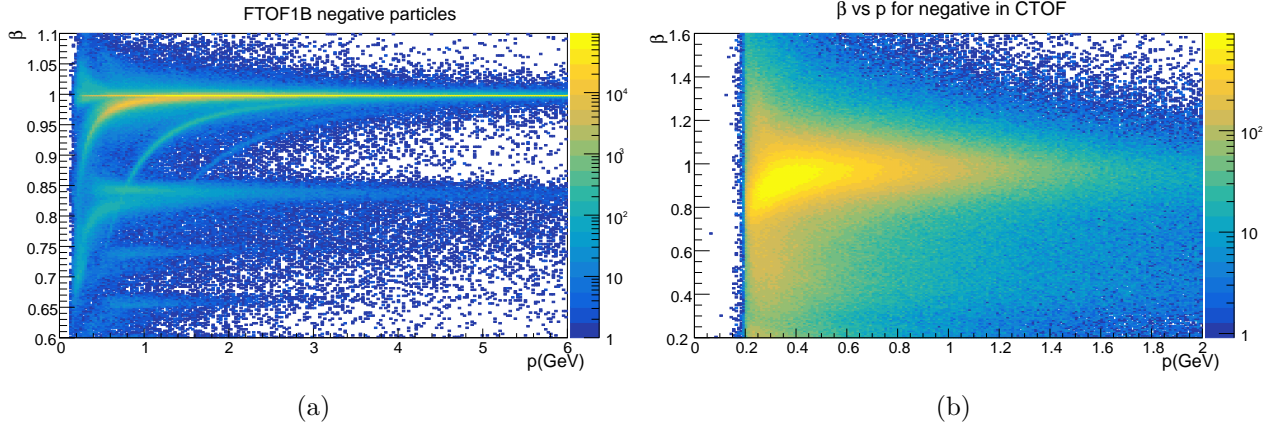 FTOF1B negative particles
β
1.1
1.05
1
0.95
0.9
0.85
0.8
0.75
0.7
0.65
0.6
0 1 2 3 4 5 6
p(GeV)
10⁴
10³
10²
10
1
(a)
β vs p for negative in CTOF
β
1.6
1.4
1.2
1
0.8
0.6
0.4
0.2
0 0.2 0.4 0.6 0.8 1 1.2 1.4 1.6 1.8 2
p(GeV)
10²
10
1
(b)